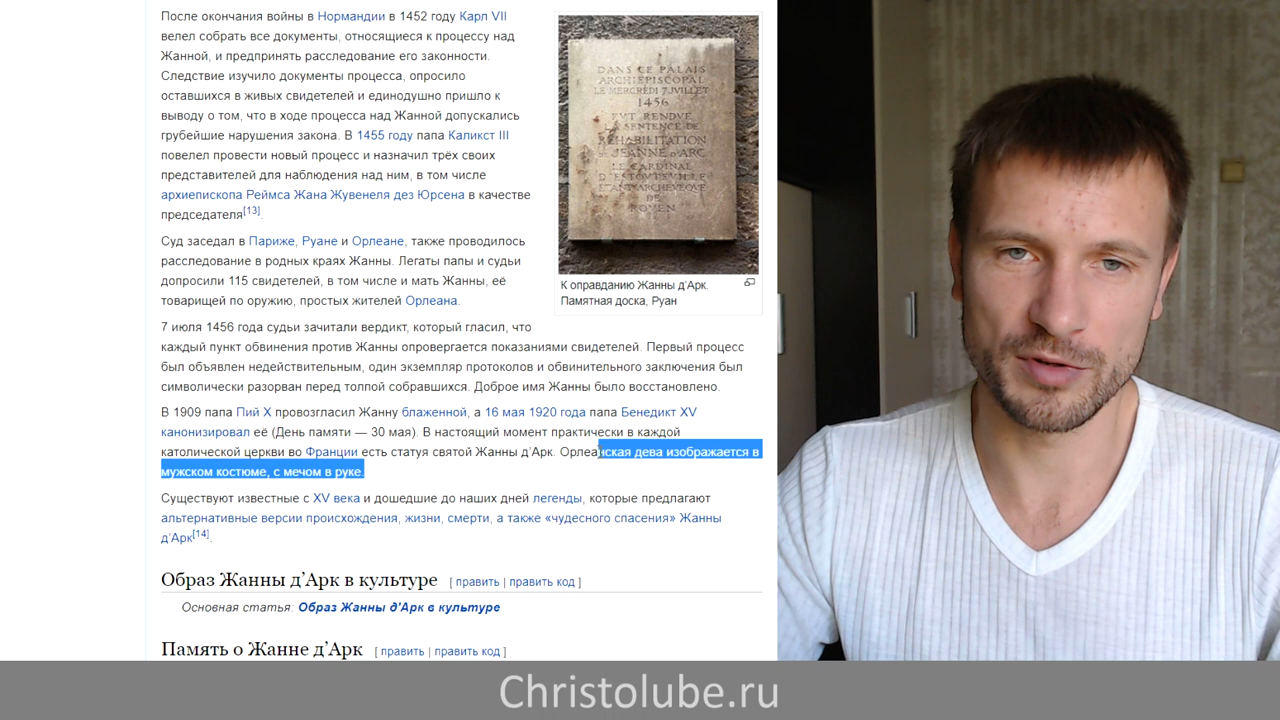 После окончания войны в Нормандии в 1452 году Карл VII
велел собрать все документы, относящиеся к процессу над
Жанной, и предпринять расследование его законности.
Следствие изучило документы процесса, опросило
оставшихся в живых свидетелей и единодушно пришло к
выводу о том, что в ходе процесса над Жанной допускались
грубейшие нарушения закона. В 1455 году папа Каликст III
повелел провести новый процесс и назначил трёх своих
представителей для наблюдения над ним, в том числе
архиепископа Реймса Жана Жувенеля дез Юрсена в качестве
председателя[13].
DANS CE PALAIS
ARCHIEPISCOPAL
LE MERCREDI 7 JVILLET
1456
FVT RENDVE
LA SENTENCE DE
REHABILITATION
DE JEANNE D'ARC
LE CARDINAL
D'ESTOVTEVILLE
ETANT ARCHEVEQVE
DE
ROVEN
К оправданию Жанны д’Арк.
Памятная доска, Руан
Суд заседал в Париже, Руане и Орлеане, также проводилось
расследование в родных краях Жанны. Легаты папы и судьи
допросили 115 свидетелей, в том числе и мать Жанны, её
товарищей по оружию, простых жителей Орлеана.
7 июля 1456 года судьи зачитали вердикт, который гласил, что
каждый пункт обвинения против Жанны опровергается показаниями свидетелей. Первый процесс
был объявлен недействительным, один экземпляр протоколов и обвинительного заключения был
символически разорван перед толпой собравшихся. Доброе имя Жанны было восстановлено.
В 1909 папа Пий X провозгласил Жанну блаженной, а 16 мая 1920 года папа Бенедикт XV
канонизировал её (День памяти — 30 мая). В настоящий момент практически в каждой
католической церкви во Франции есть статуя святой Жанны д’Арк. Орлеанская дева изображается в
мужском костюме, с мечом в руке.
Существуют известные с XV века и дошедшие до наших дней легенды, которые предлагают
альтернативные версии происхождения, жизни, смерти, а также «чудесного спасения» Жанны
д’Арк[14].
Образ Жанны д’Арк в культуре [ править | править код ]
Основная статья: Образ Жанны д’Арк в культуре
Память о Жанне д’Арк [ править | править код ]
Christolube.ru